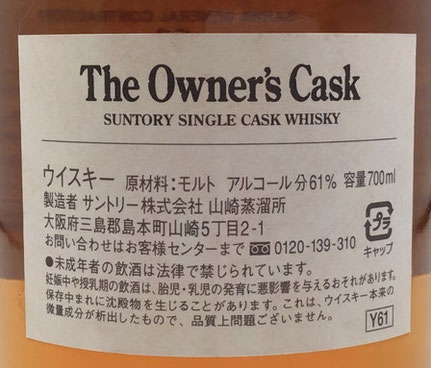 The Owner's Cask
SUNTORY SINGLE CASK WHISKY
ウイスキー 原材料:モルト アルコール分61% 容量700ml
製造者 サントリー株式会社 山崎蒸溜所
大阪府三島郡島本町山崎5丁目2-1
お問い合わせはお客様センターまで 0120-139-310
プラ
キャップ
●未成年者の飲酒は法律で禁じられています。
妊娠中や授乳期の飲酒は、胎児・乳児の発育に悪影響を与えるおそれがあります。
保存中まれに沈殿物を生じることがあります。これは、ウイスキー本来の
微量成分が析出したもので、品質上問題ございません。
Y61